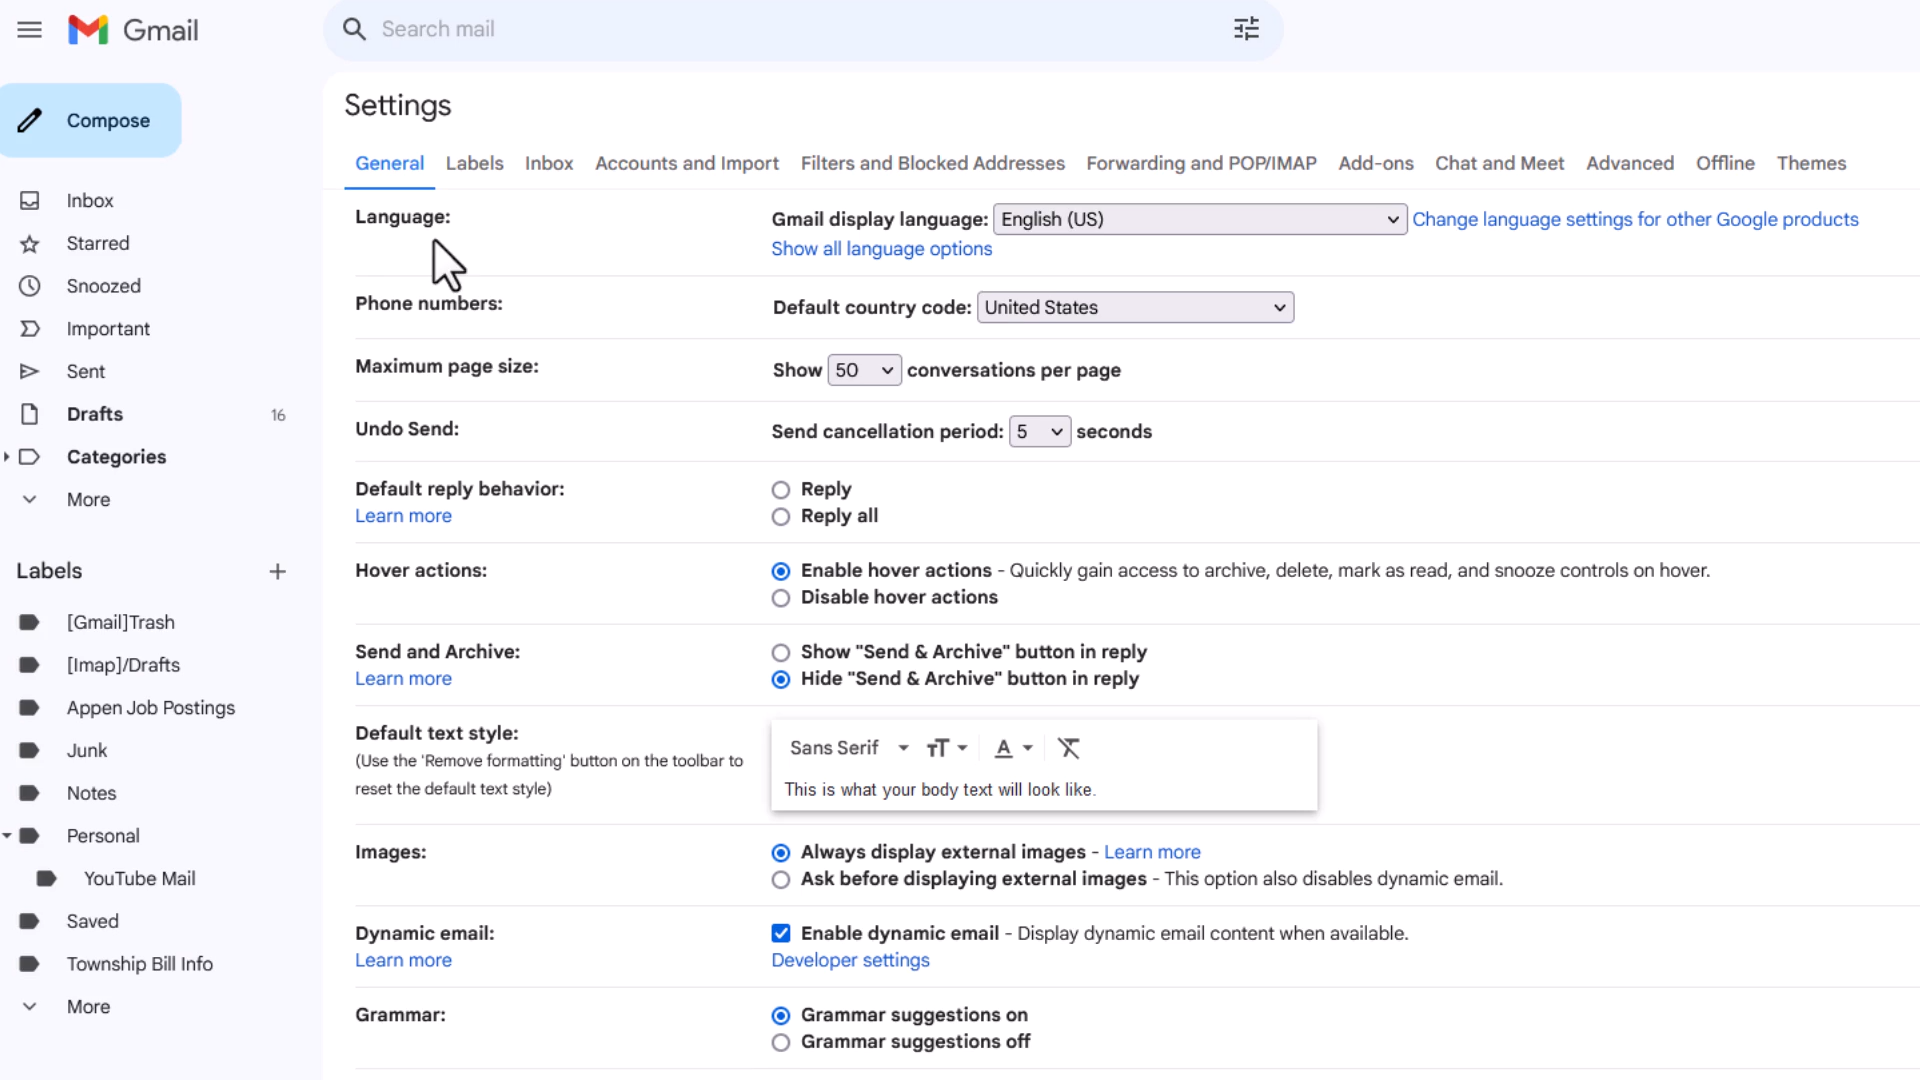 Gmail
Search mail
Compose
Inbox
Starred
Snoozed
Important
Sent
Drafts 16
Categories
More
Labels
[Gmail]Trash
[Imap]/Drafts
Appen Job Postings
Junk
Notes
Personal
YouTube Mail
Saved
Township Bill Info
More
Settings
General Labels Inbox Accounts and Import Filters and Blocked Addresses Forwarding and POP/IMAP Add-ons Chat and Meet Advanced Offline Themes
Language:
Gmail display language: English (US) Change language settings for other Google products
Show all language options
Phone numbers:
Default country code: United States
Maximum page size:
Show 50 conversations per page
Undo Send:
Send cancellation period: 5 seconds
Default reply behavior:
Learn more
Reply
Reply all
Hover actions:
Enable hover actions - Quickly gain access to archive, delete, mark as read, and snooze controls on hover.
Disable hover actions
Send and Archive:
Learn more
Show "Send & Archive" button in reply
Hide "Send & Archive" button in reply
Default text style:
(Use the 'Remove formatting' button on the toolbar to
reset the default text style)
Sans Serif
This is what your body text will look like.
Images:
Always display external images - Learn more
Ask before displaying external images - This option also disables dynamic email.
Dynamic email:
Learn more
Enable dynamic email - Display dynamic email content when available.
Developer settings
Grammar:
Grammar suggestions on
Grammar suggestions off